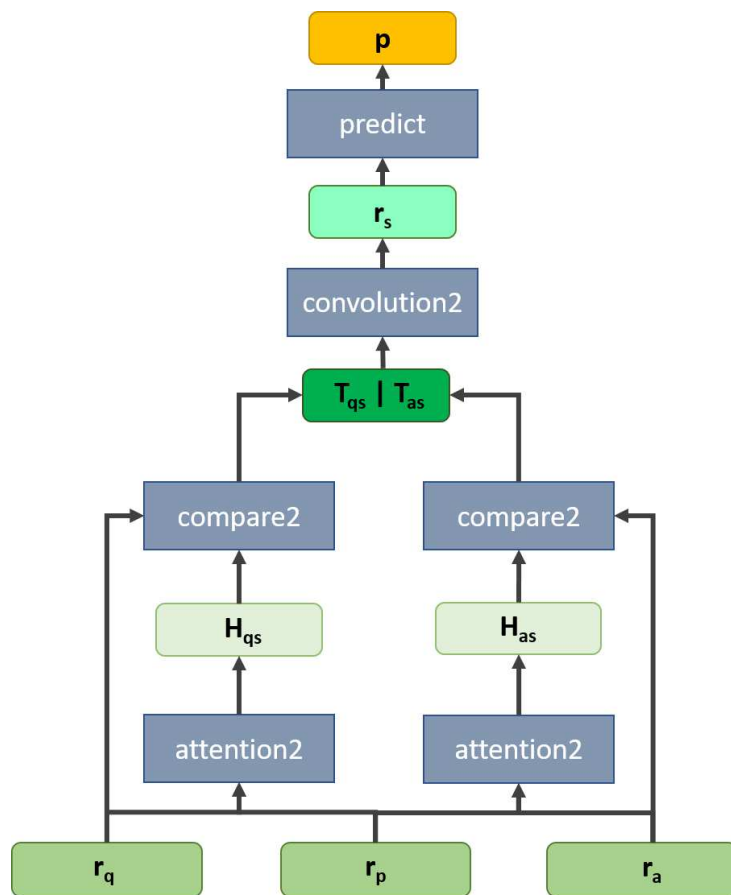 p
predict
r_s
convolution2
T_qs | T_as
compare2 compare2
H_qs H_as
attention2 attention2
r_q r_p r_a